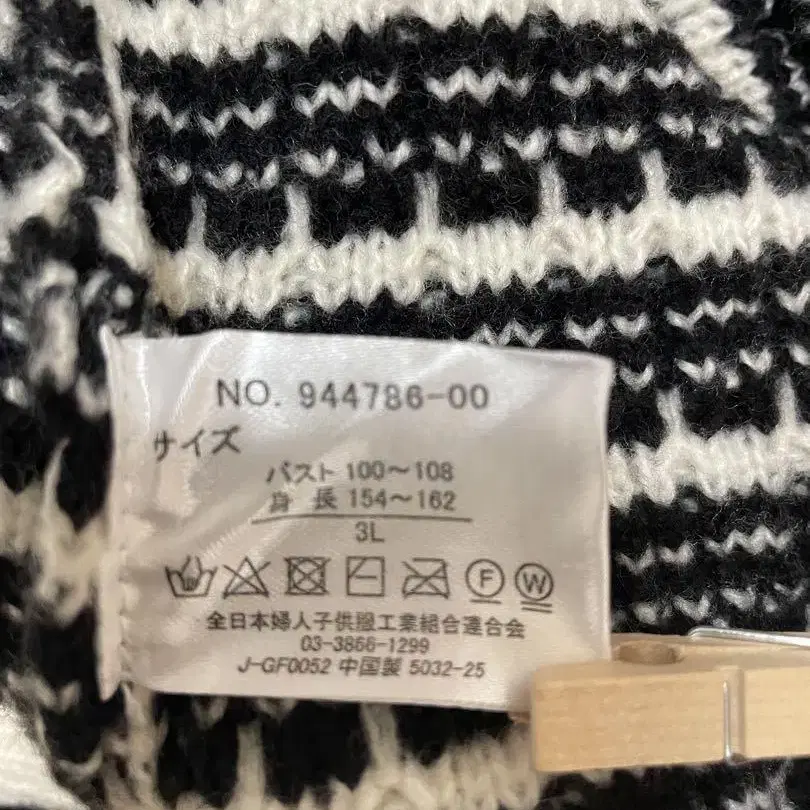 NO. 944786-00
サイズ
バスト 100～108
身 長 154～162
3L
F W
全日本婦人子供服工業組合連合会
03-3866-1299
J-GF0052 中国製 5032-25